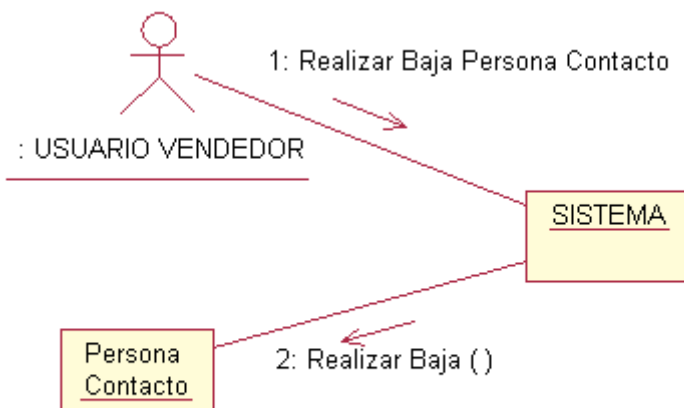 1: Realizar Baja Persona Contacto
: USUARIO VENDEDOR
SISTEMA
Persona
Contacto
2: Realizar Baja ( )